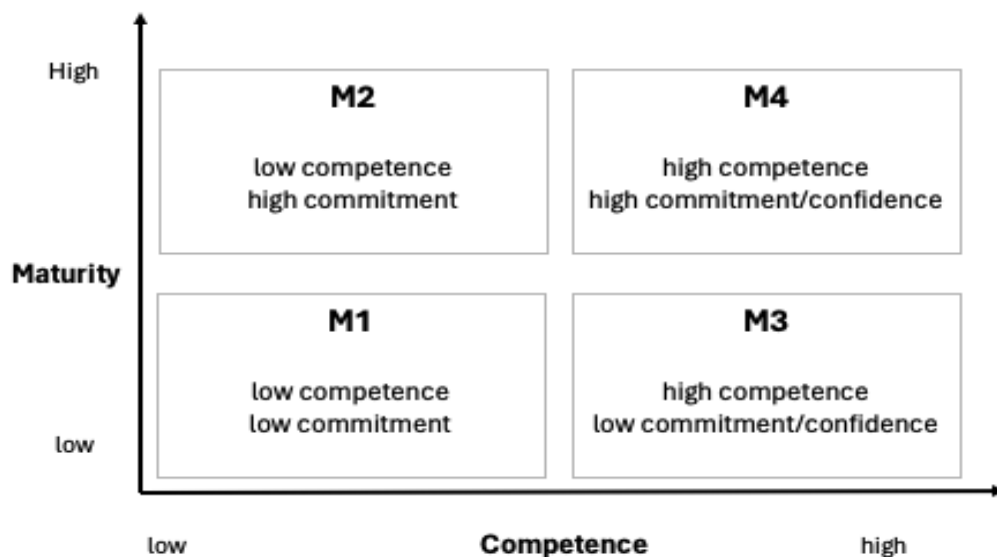 High
M2
low competence
high commitment
M4
high competence
high commitment/confidence
Maturity
M1
low competence
low commitment
M3
high competence
low commitment/confidence
low
low
Competence
high